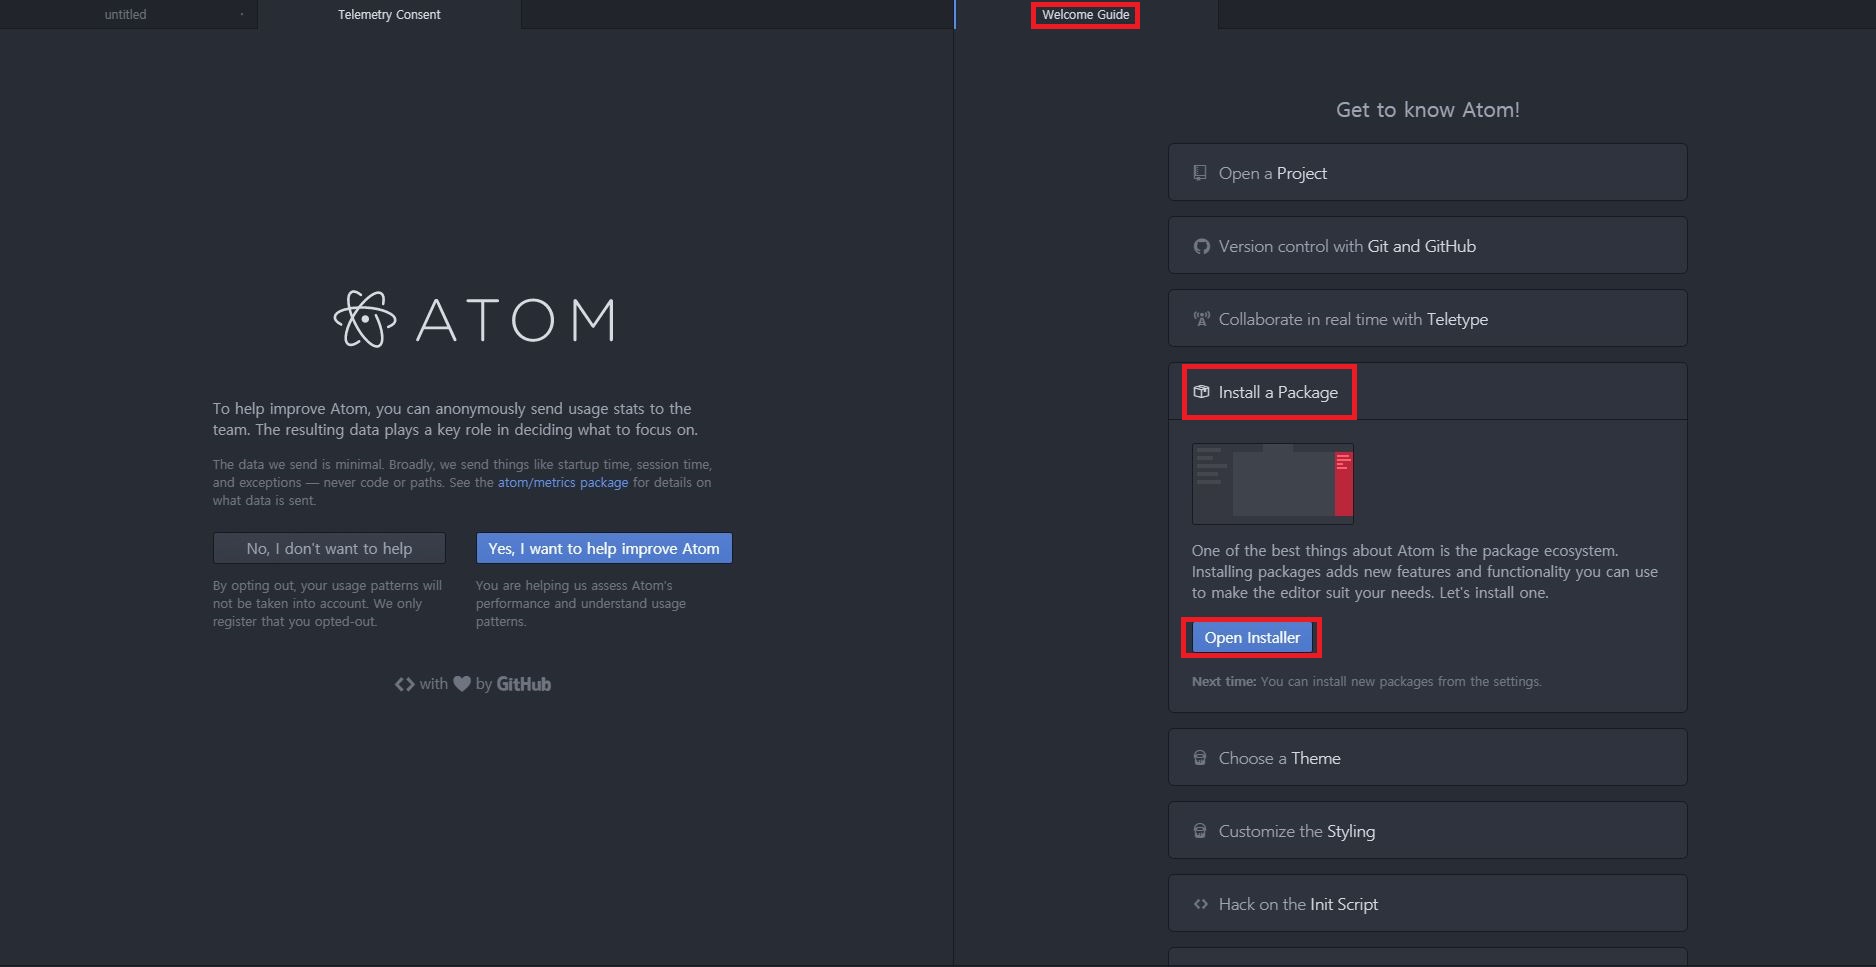 untitled
Telemetry Consent
Welcome Guide
ATOM
To help improve Atom, you can anonymously send usage stats to the
team. The resulting data plays a key role in deciding what to focus on.
The data we send is minimal. Broadly, we send things like startup time, session time,
and exceptions — never code or paths. See the atom/metrics package for details on
what data is sent.
No, I don't want to help
By opting out, your usage patterns will
not be taken into account. We only
register that you opted-out.
Yes, I want to help improve Atom
You are helping us assess Atom's
performance and understand usage
patterns.
with by GitHub
Get to know Atom!
Open a Project
Version control with Git and GitHub
Collaborate in real time with Teletype
Install a Package
One of the best things about Atom is the package ecosystem.
Installing packages adds new features and functionality you can use
to make the editor suit your needs. Let's install one.
Open Installer
Next time: You can install new packages from the settings.
Choose a Theme
Customize the Styling
Hack on the Init Script